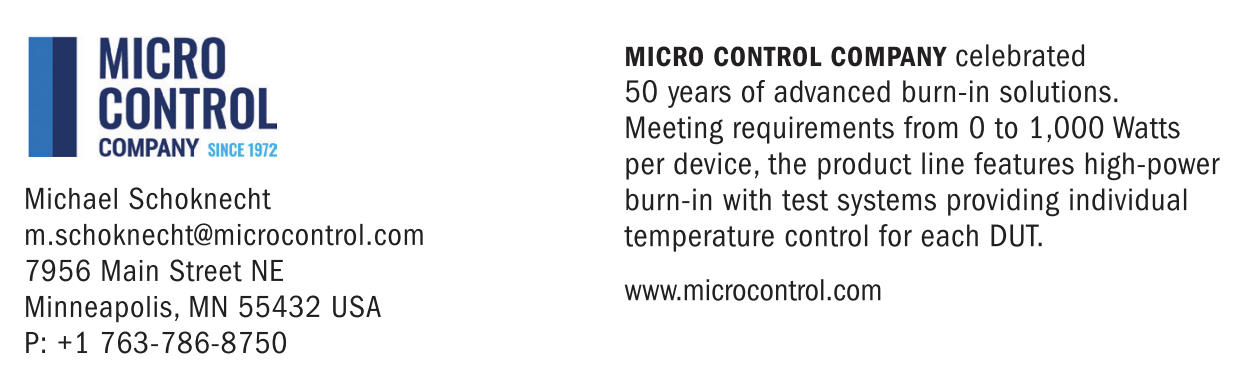 MICRO
CONTROL
COMPANY SINCE 1972
Michael Schoknecht
m.schoknecht@microcontrol.com
7956 Main Street NE
Minneapolis, MN 55432 USA
P: +1 763-786-8750
MICRO CONTROL COMPANY celebrated
50 years of advanced burn-in solutions.
Meeting requirements from 0 to 1,000 Watts
per device, the product line features high-power
burn-in with test systems providing individual
temperature control for each DUT.
www.microcontrol.com